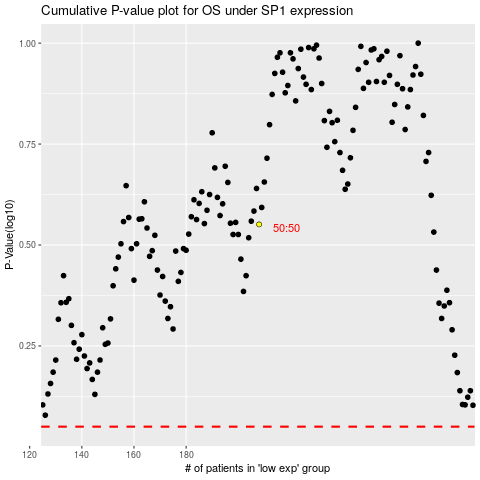 Cumulative P-value plot for OS under SP1 expression
P-Value(log10)
1.00
0.75
0.50
0.25
50:50
120 140 160 180
# of patients in 'low exp' group